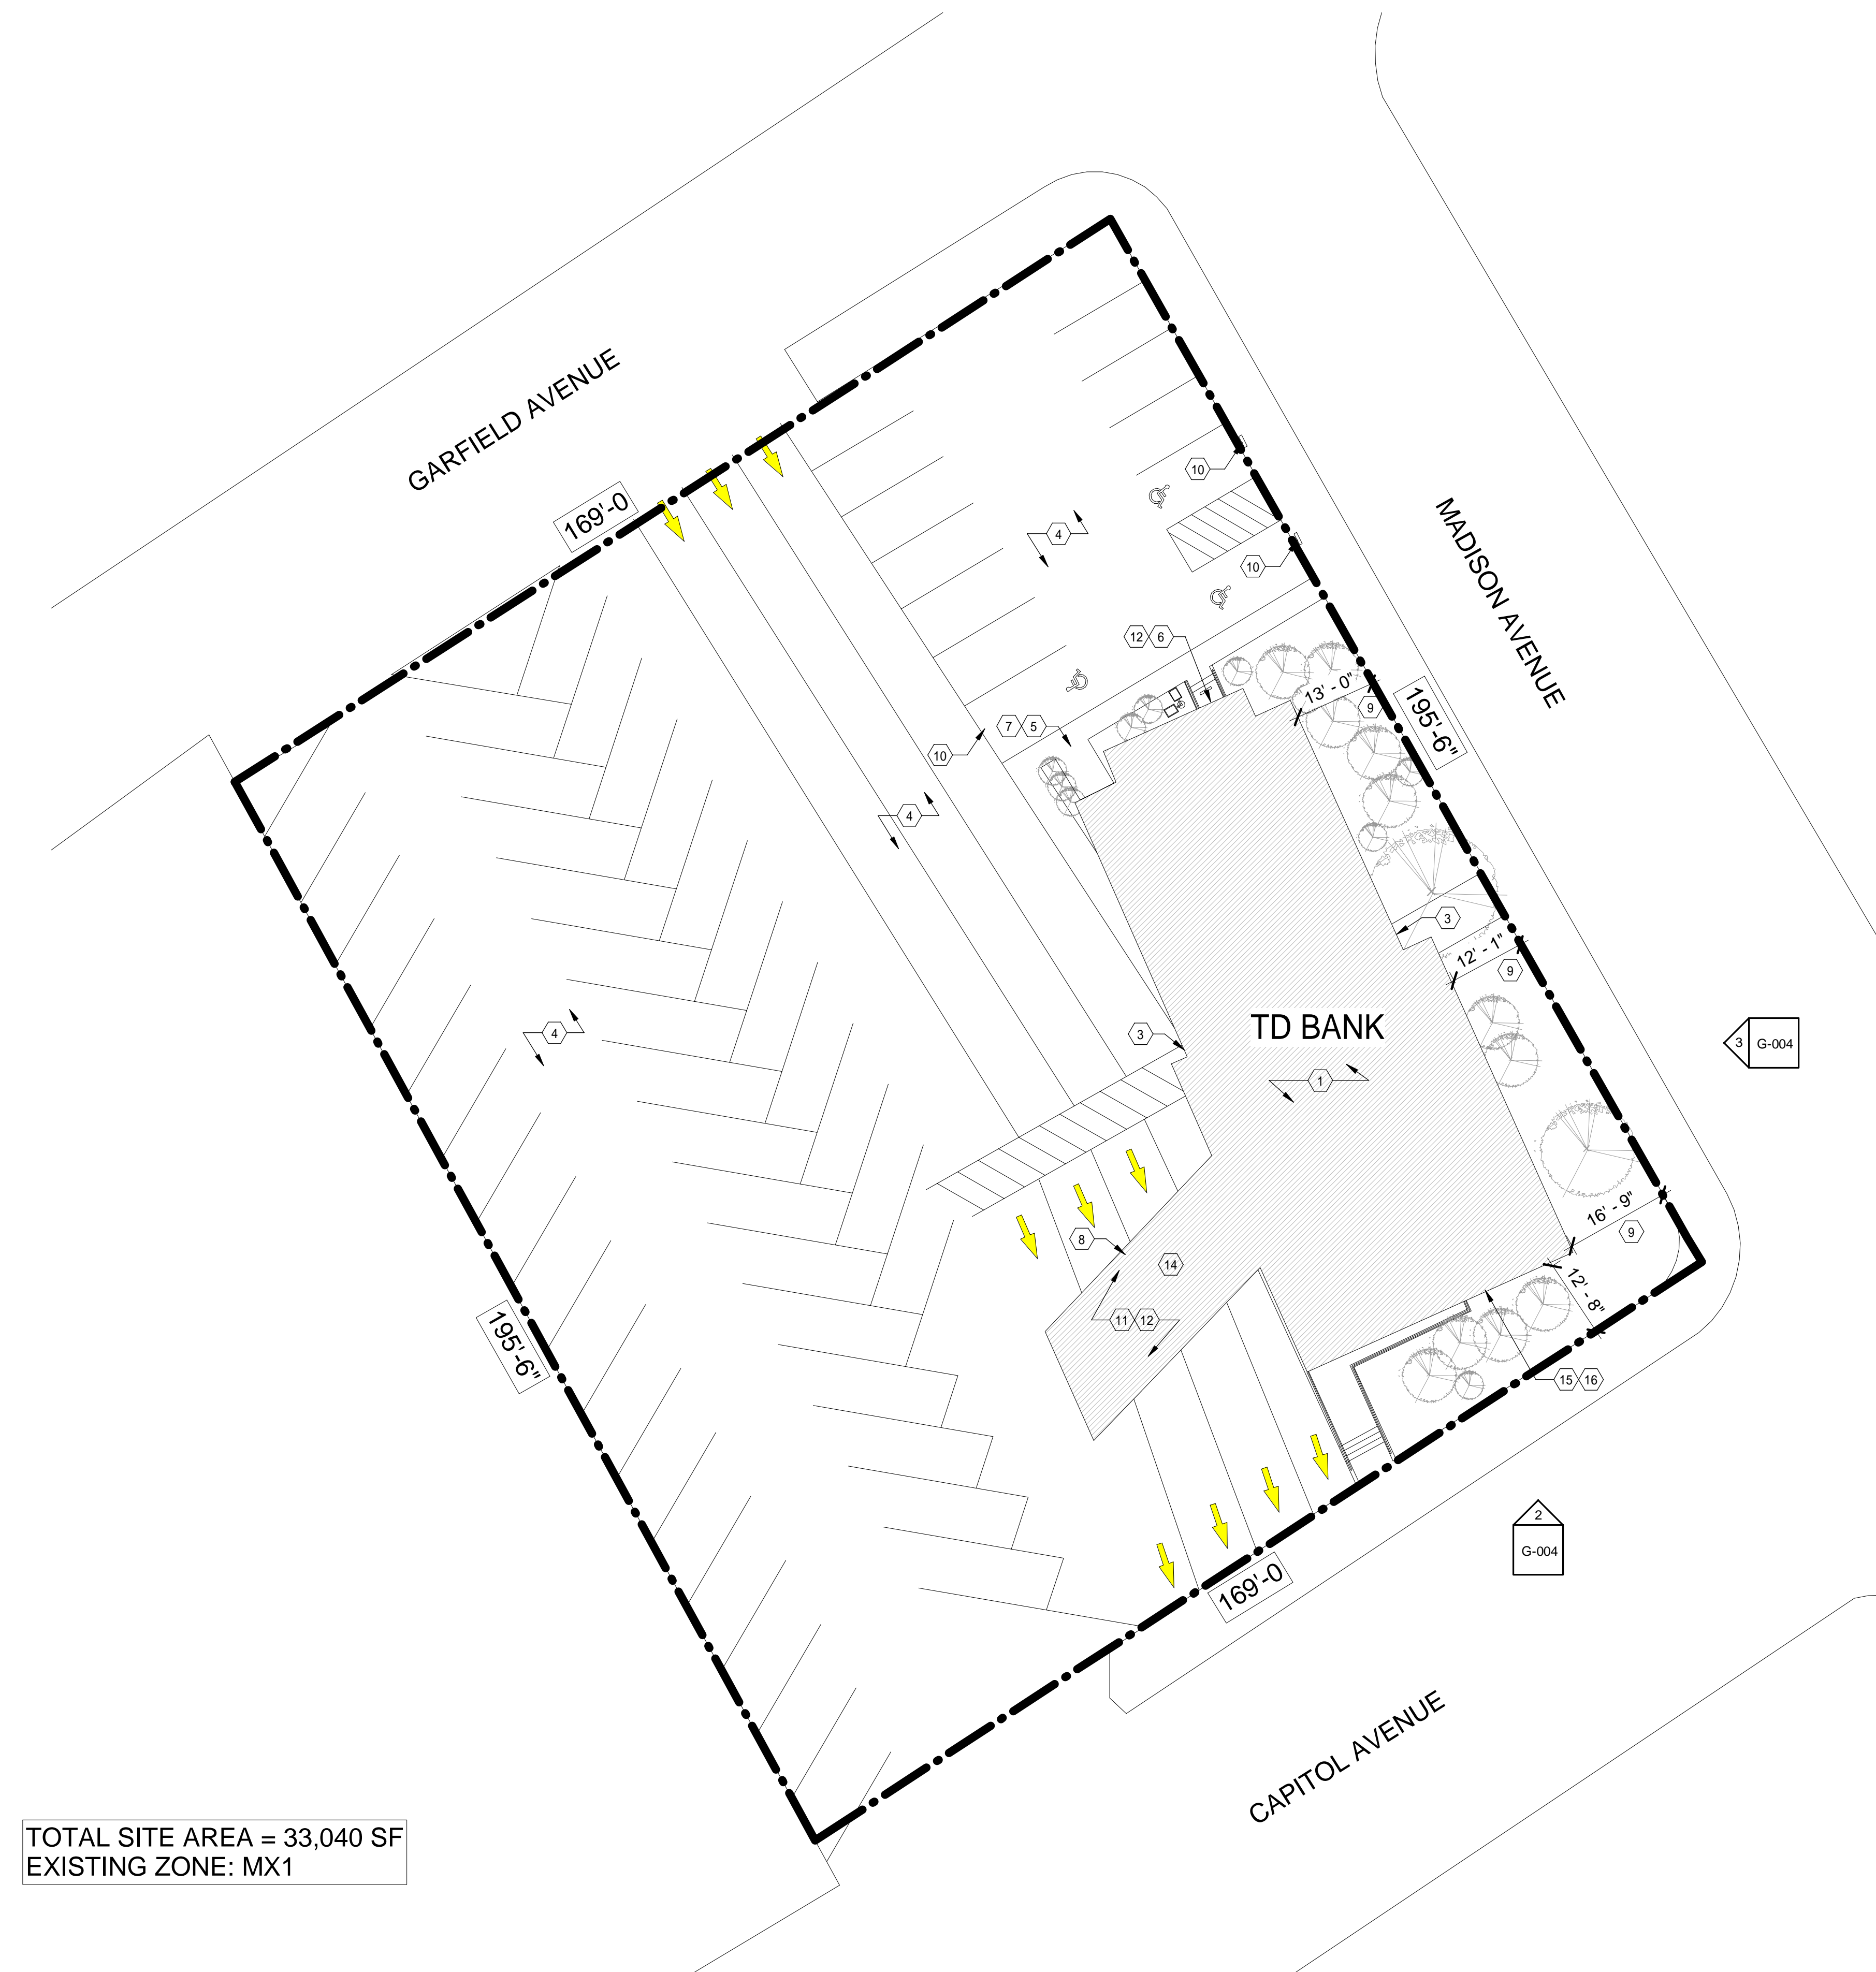 GARFIELD AVENUE
169'-0
10
4
10
MADISON AVENUE
12 6
13' - 0"
9
195'-6"
7 5
10
4
3
12' - 1"
9
4
3
TD BANK
3 G-004
1
16' - 9"
9
8
14
12' - 8"
11 12
195'-6"
15 16
2
G-004
169'-0
CAPITOL AVENUE
TOTAL SITE AREA = 33,040 SF
EXISTING ZONE: MX1